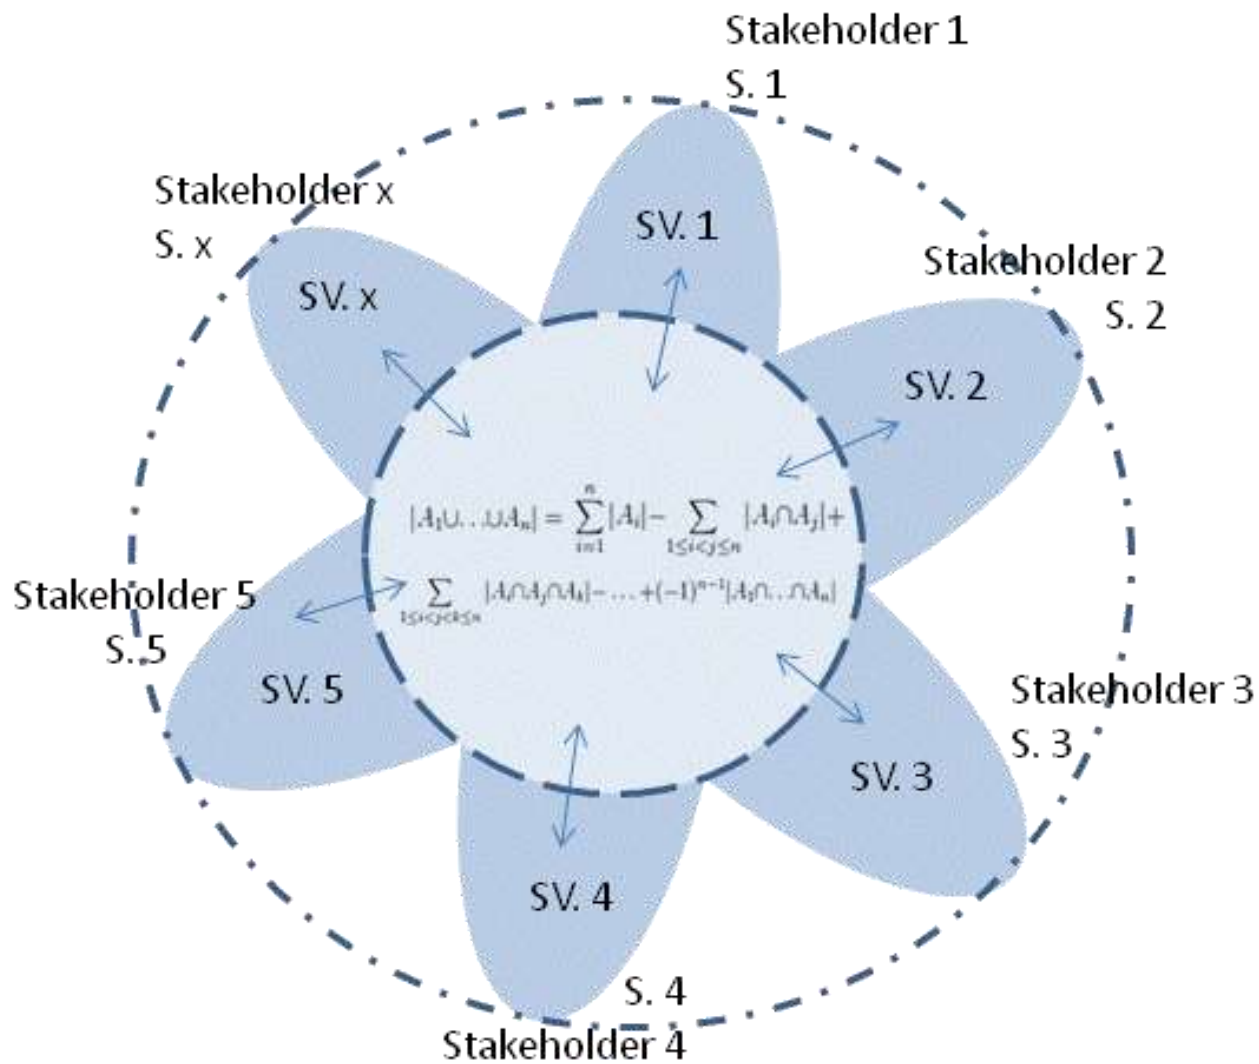 Stakeholder 1
S. 1
Stakeholder x
S. x
SV. 1
Stakeholder 2
S. 2
SV. x
SV. 2
|A₁∪...∪Aₙ| = ∑ⁿᵢ₌₁ |Aᵢ| − ∑₁≤ᵢ<ⱼ≤ₙ |Aᵢ∩Aⱼ| +
∑₁≤ᵢ<ⱼ<ₖ≤ₙ |Aᵢ∩Aⱼ∩Aₖ| − ... +(−1)ⁿ⁻¹|A₁∩...∩Aₙ|
Stakeholder 5
S. 5
SV. 5
Stakeholder 3
S. 3
SV. 3
SV. 4
S. 4
Stakeholder 4